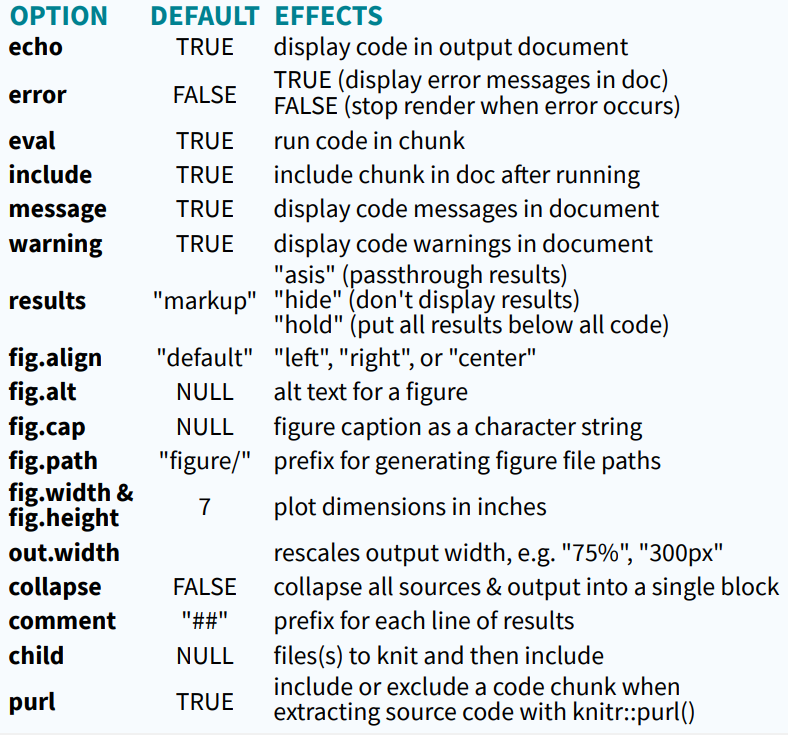 OPTION DEFAULT EFFECTS
echo TRUE display code in output document
TRUE (display error messages in doc)
error FALSE
FALSE (stop render when error occurs)
eval TRUE run code in chunk
include TRUE include chunk in doc after running
message TRUE display code messages in document
warning TRUE display code warnings in document
"asis" (passthrough results)
results "markup" "hide" (don't display results)
"hold" (put all results below all code)
fig.align "default" "left", "right", or "center"
fig.alt NULL alt text for a figure
fig.cap NULL figure caption as a character string
fig.path "figure/" prefix for generating figure file paths
fig.width &
fig.height 7 plot dimensions in inches
out.width rescales output width, e.g. "75%", "300px"
collapse FALSE collapse all sources & output into a single block
comment "##" prefix for each line of results
child NULL files(s) to knit and then include
purl TRUE include or exclude a code chunk when
extracting source code with knitr::purl()